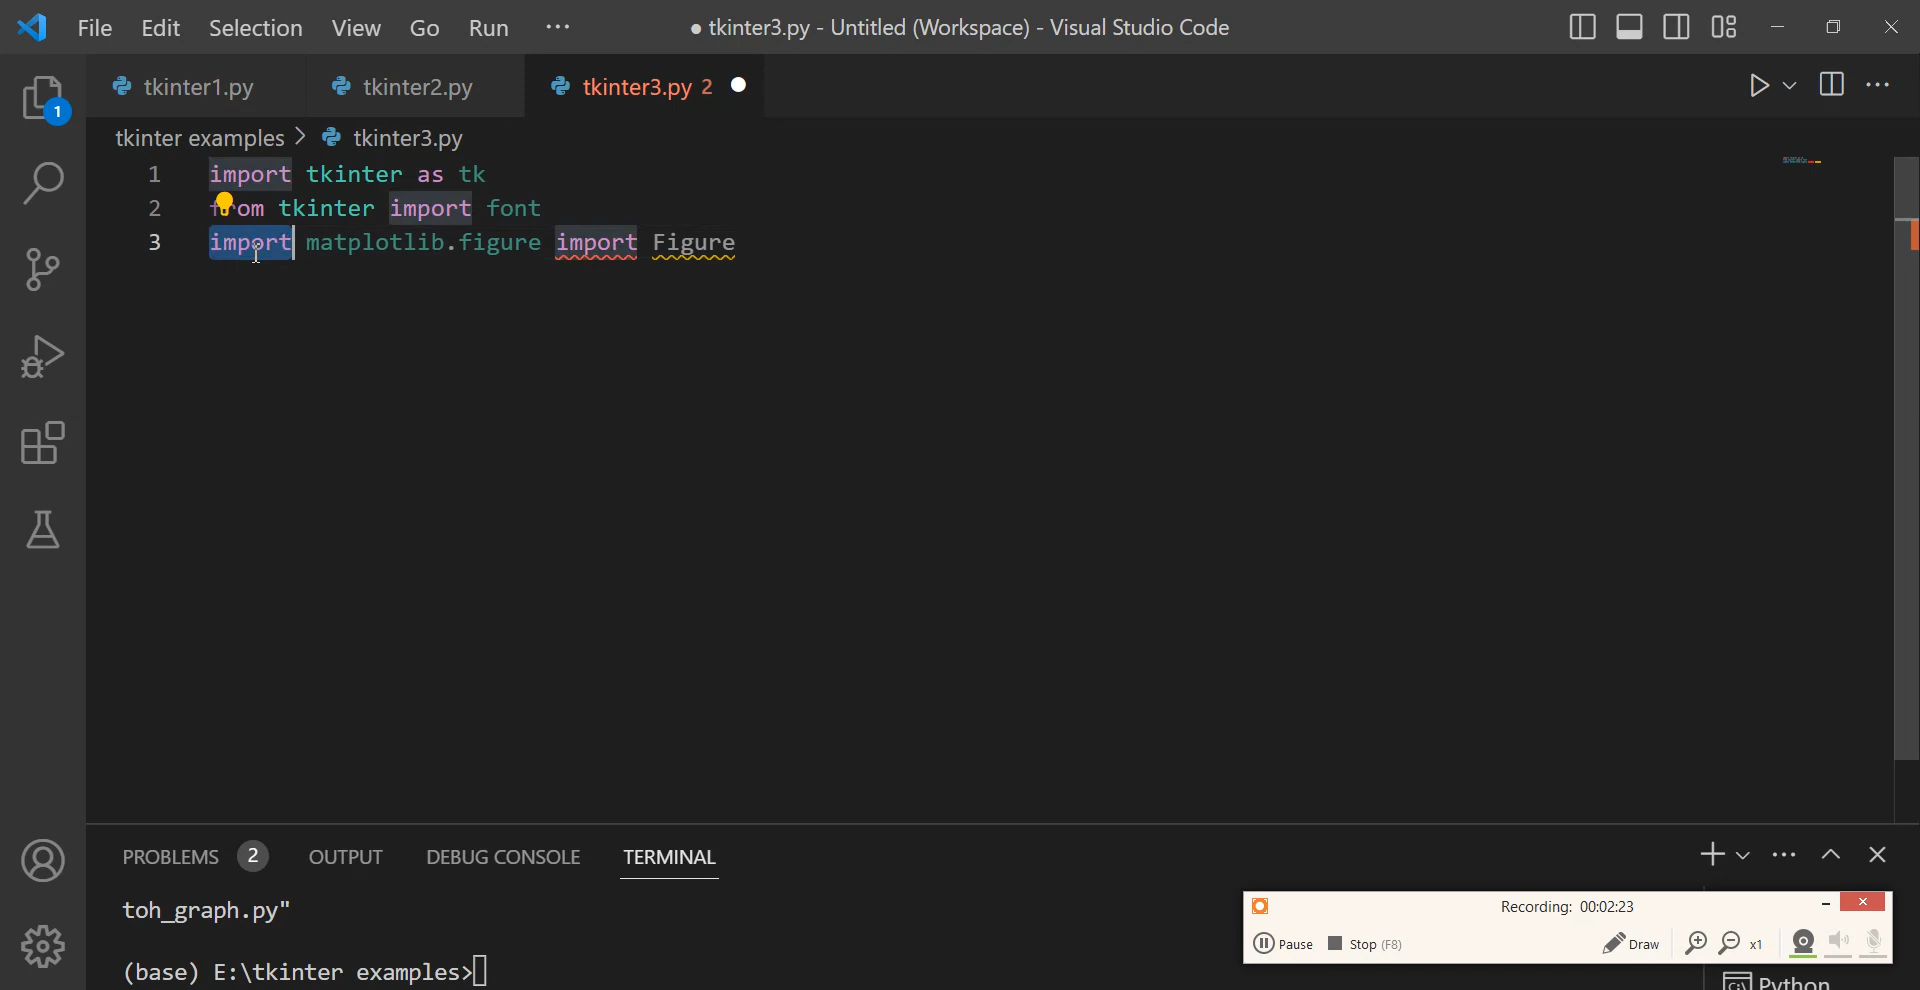 File Edit Selection View Go Run ··· ● tkinter3.py - Untitled (Workspace) - Visual Studio Code
1
tkinter1.py tkinter2.py tkinter3.py 2
tkinter examples > tkinter3.py
1 import tkinter as tk
2 from tkinter import font
3 import matplotlib.figure import Figure
PROBLEMS 2 OUTPUT DEBUG CONSOLE TERMINAL
toh_graph.py"
(base) E:\tkinter examples>
Recording: 00:02:23
Pause Stop (F8) Draw x1
Python